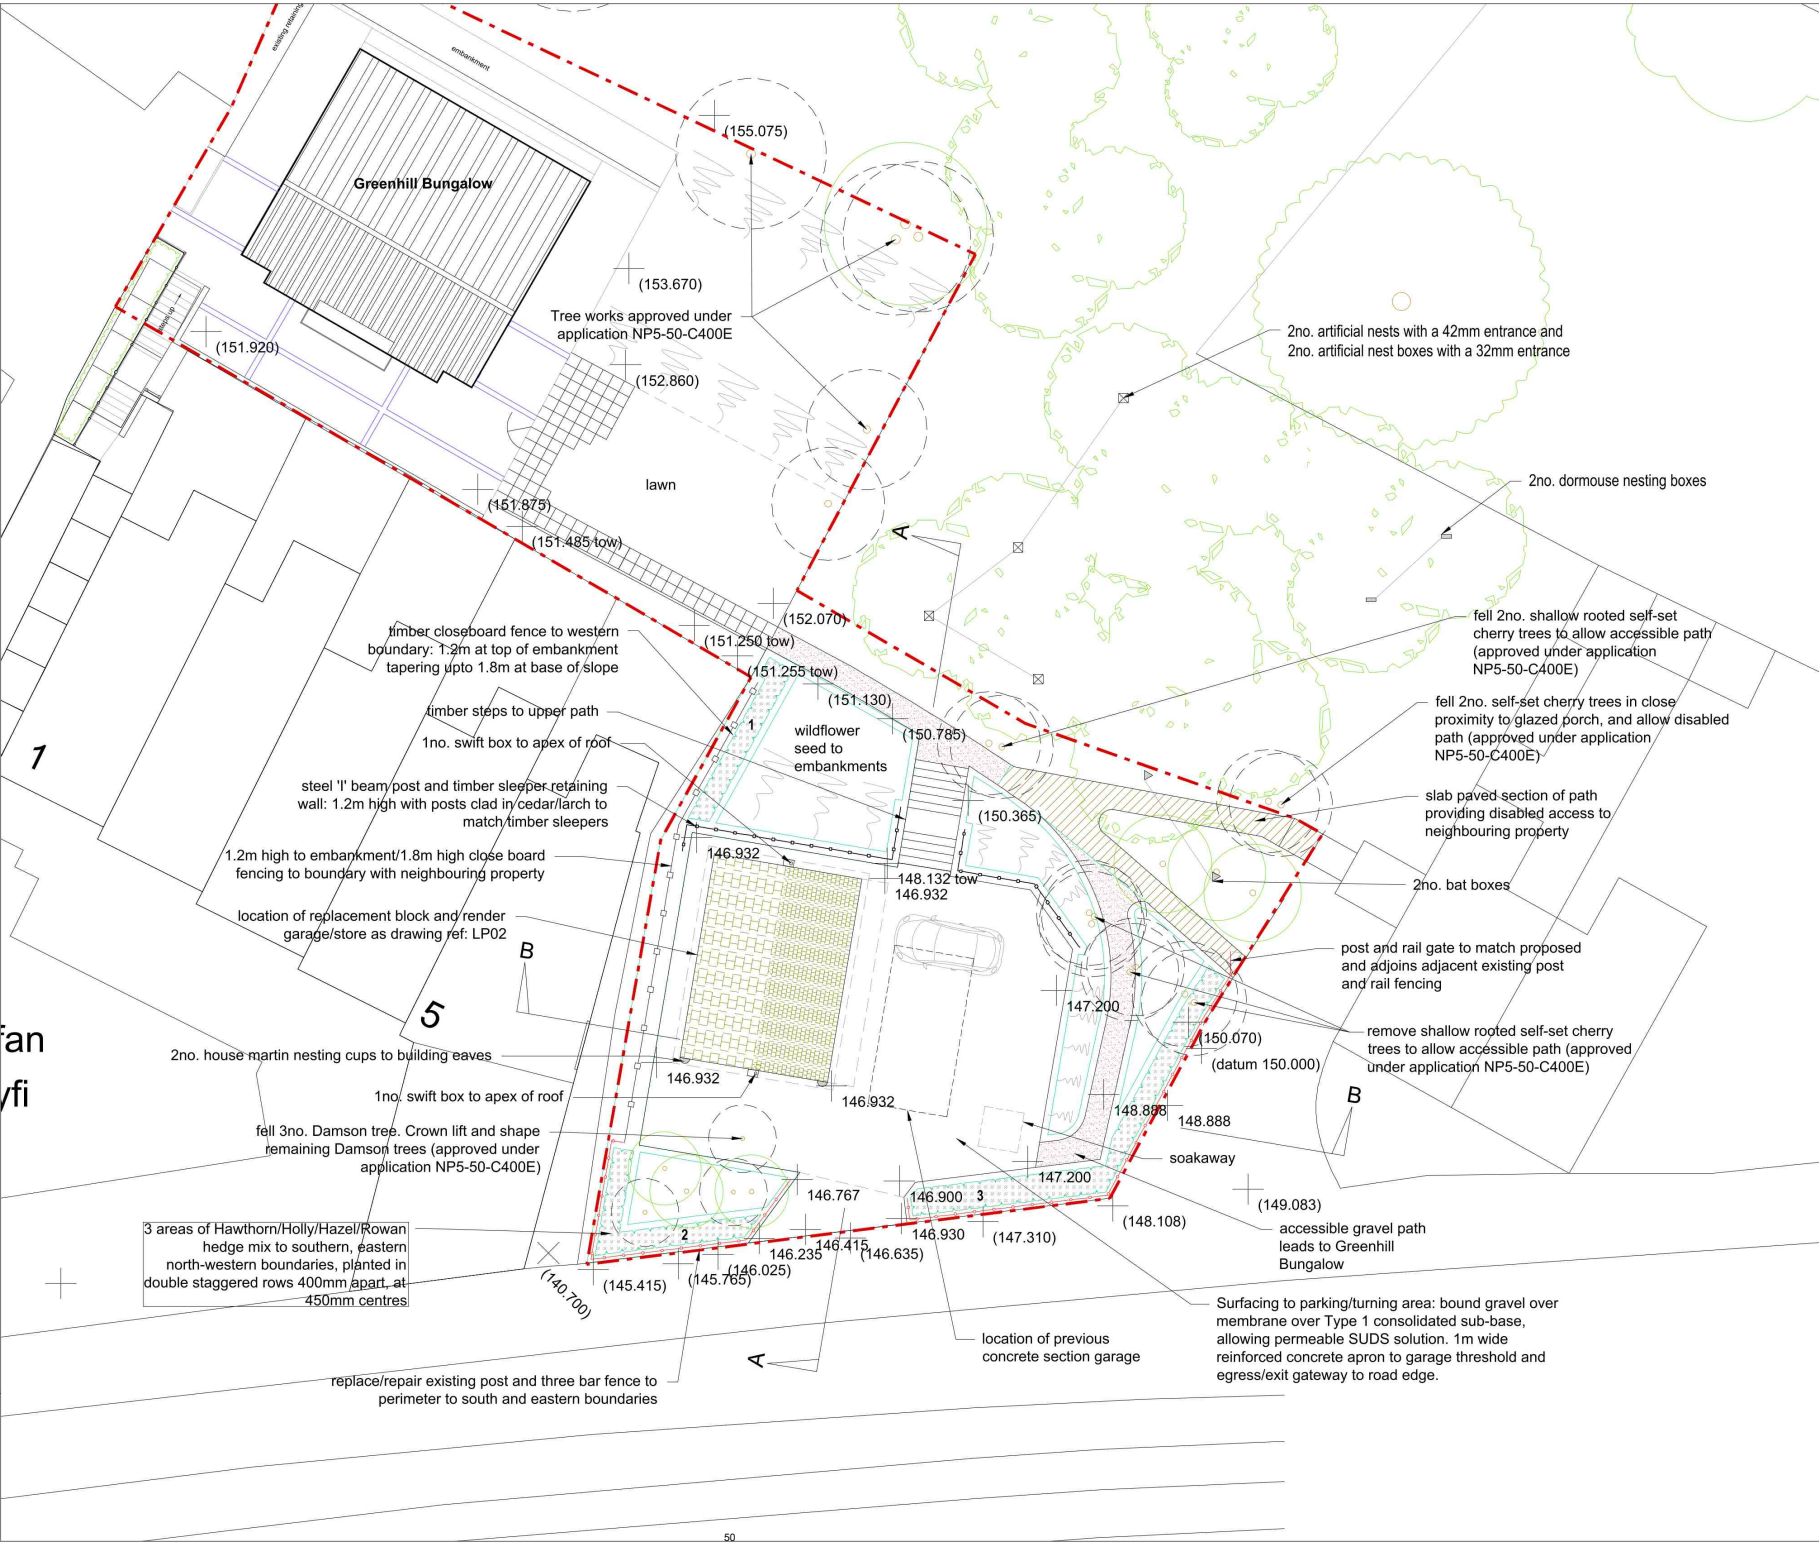 existing retaining
embankment
Greenhill Bungalow
(155.075)
(153.670)
Tree works approved under
application NP5-50-C400E
(151.920)
steps up
(152.860)
2no. artificial nests with a 42mm entrance and
2no. artificial nest boxes with a 32mm entrance
lawn
2no. dormouse nesting boxes
(151.875)
(151.485 tow)
A
(152.070)
(151.250 tow)
(151.255 tow)
(151.130)
(150.785)
timber closeboard fence to western
boundary: 1.2m at top of embankment
tapering upto 1.8m at base of slope
fell 2no. shallow rooted self-set
cherry trees to allow accessible path
(approved under application
NP5-50-C400E)
timber steps to upper path
1
wildflower
seed to
embankments
fell 2no. self-set cherry trees in close
proximity to glazed porch, and allow disabled
path (approved under application
NP5-50-C400E)
1no. swift box to apex of roof
1
steel 'I' beam post and timber sleeper retaining
wall: 1.2m high with posts clad in cedar/larch to
match timber sleepers
(150.365)
slab paved section of path
providing disabled access to
neighbouring property
1.2m high to embankment/1.8m high close board
fencing to boundary with neighbouring property
146.932
148.132 tow
146.932
2no. bat boxes
location of replacement block and render
garage/store as drawing ref: LP02
B
post and rail gate to match proposed
and adjoins adjacent existing post
and rail fencing
5
147.200
(150.070)
(datum 150.000)
remove shallow rooted self-set cherry
trees to allow accessible path (approved
under application NP5-50-C400E)
fan
yfi
2no. house martin nesting cups to building eaves
146.932
1no. swift box to apex of roof
146.932
148.888
148.888
B
fell 3no. Damson tree. Crown lift and shape
remaining Damson trees (approved under
application NP5-50-C400E)
soakaway
147.200
146.767
146.900
3
(149.083)
3 areas of Hawthorn/Holly/Hazel/Rowan
hedge mix to southern, eastern
north-western boundaries, planted in
double staggered rows 400mm apart, at
450mm centres
2
146.235
146.415
(146.635)
146.930
(147.310)
(148.108)
accessible gravel path
leads to Greenhill
Bungalow
(140.700)
(145.415)
(145.765)
(146.025)
Surfacing to parking/turning area: bound gravel over
membrane over Type 1 consolidated sub-base,
allowing permeable SUDS solution. 1m wide
reinforced concrete apron to garage threshold and
egress/exit gateway to road edge.
location of previous
concrete section garage
A
replace/repair existing post and three bar fence to
perimeter to south and eastern boundaries
50